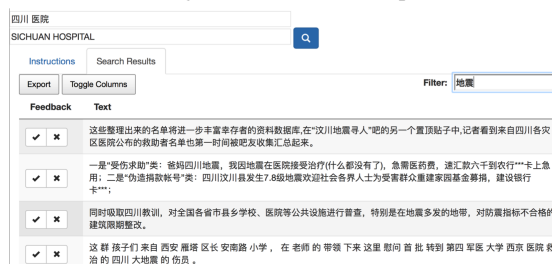 四川 医院
SICHUAN HOSPITAL
Instructions Search Results
Export Toggle Columns Filter: 地震
Feedback Text
这些整理出来的名单将进一步丰富幸存者的资料数据库,在“汶川地震寻人”吧的另一个置顶贴子中,记者看到来自四川各灾
区医院公布的救助者名单也第一时间被吧友收集汇总起来。
一是“受伤求助”类：爸妈四川地震，我因地震在医院接受治疗(什么都没有了)，急需医药费，速汇款六千到农行***卡上急
用；二是“伪造捐款帐号”类：四川汶川县发生7.8级地震欢迎社会各界人士为受害群众重建家园基金募捐，建设银行
卡***；
同时吸取四川教训，对全国各省市县乡学校、医院等公共设施进行普查，特别是在地震多发的地带，对防震指标不合格的
建筑限期整改。
这 群 孩子们 来自 西安 雁塔 区长 安南路 小学 ， 在 老师 的 带领 下来 这里 慰问 首 批 转到 第四 军医 大学 西京 医院 救
治 的 四川 大地震 的 伤员 。